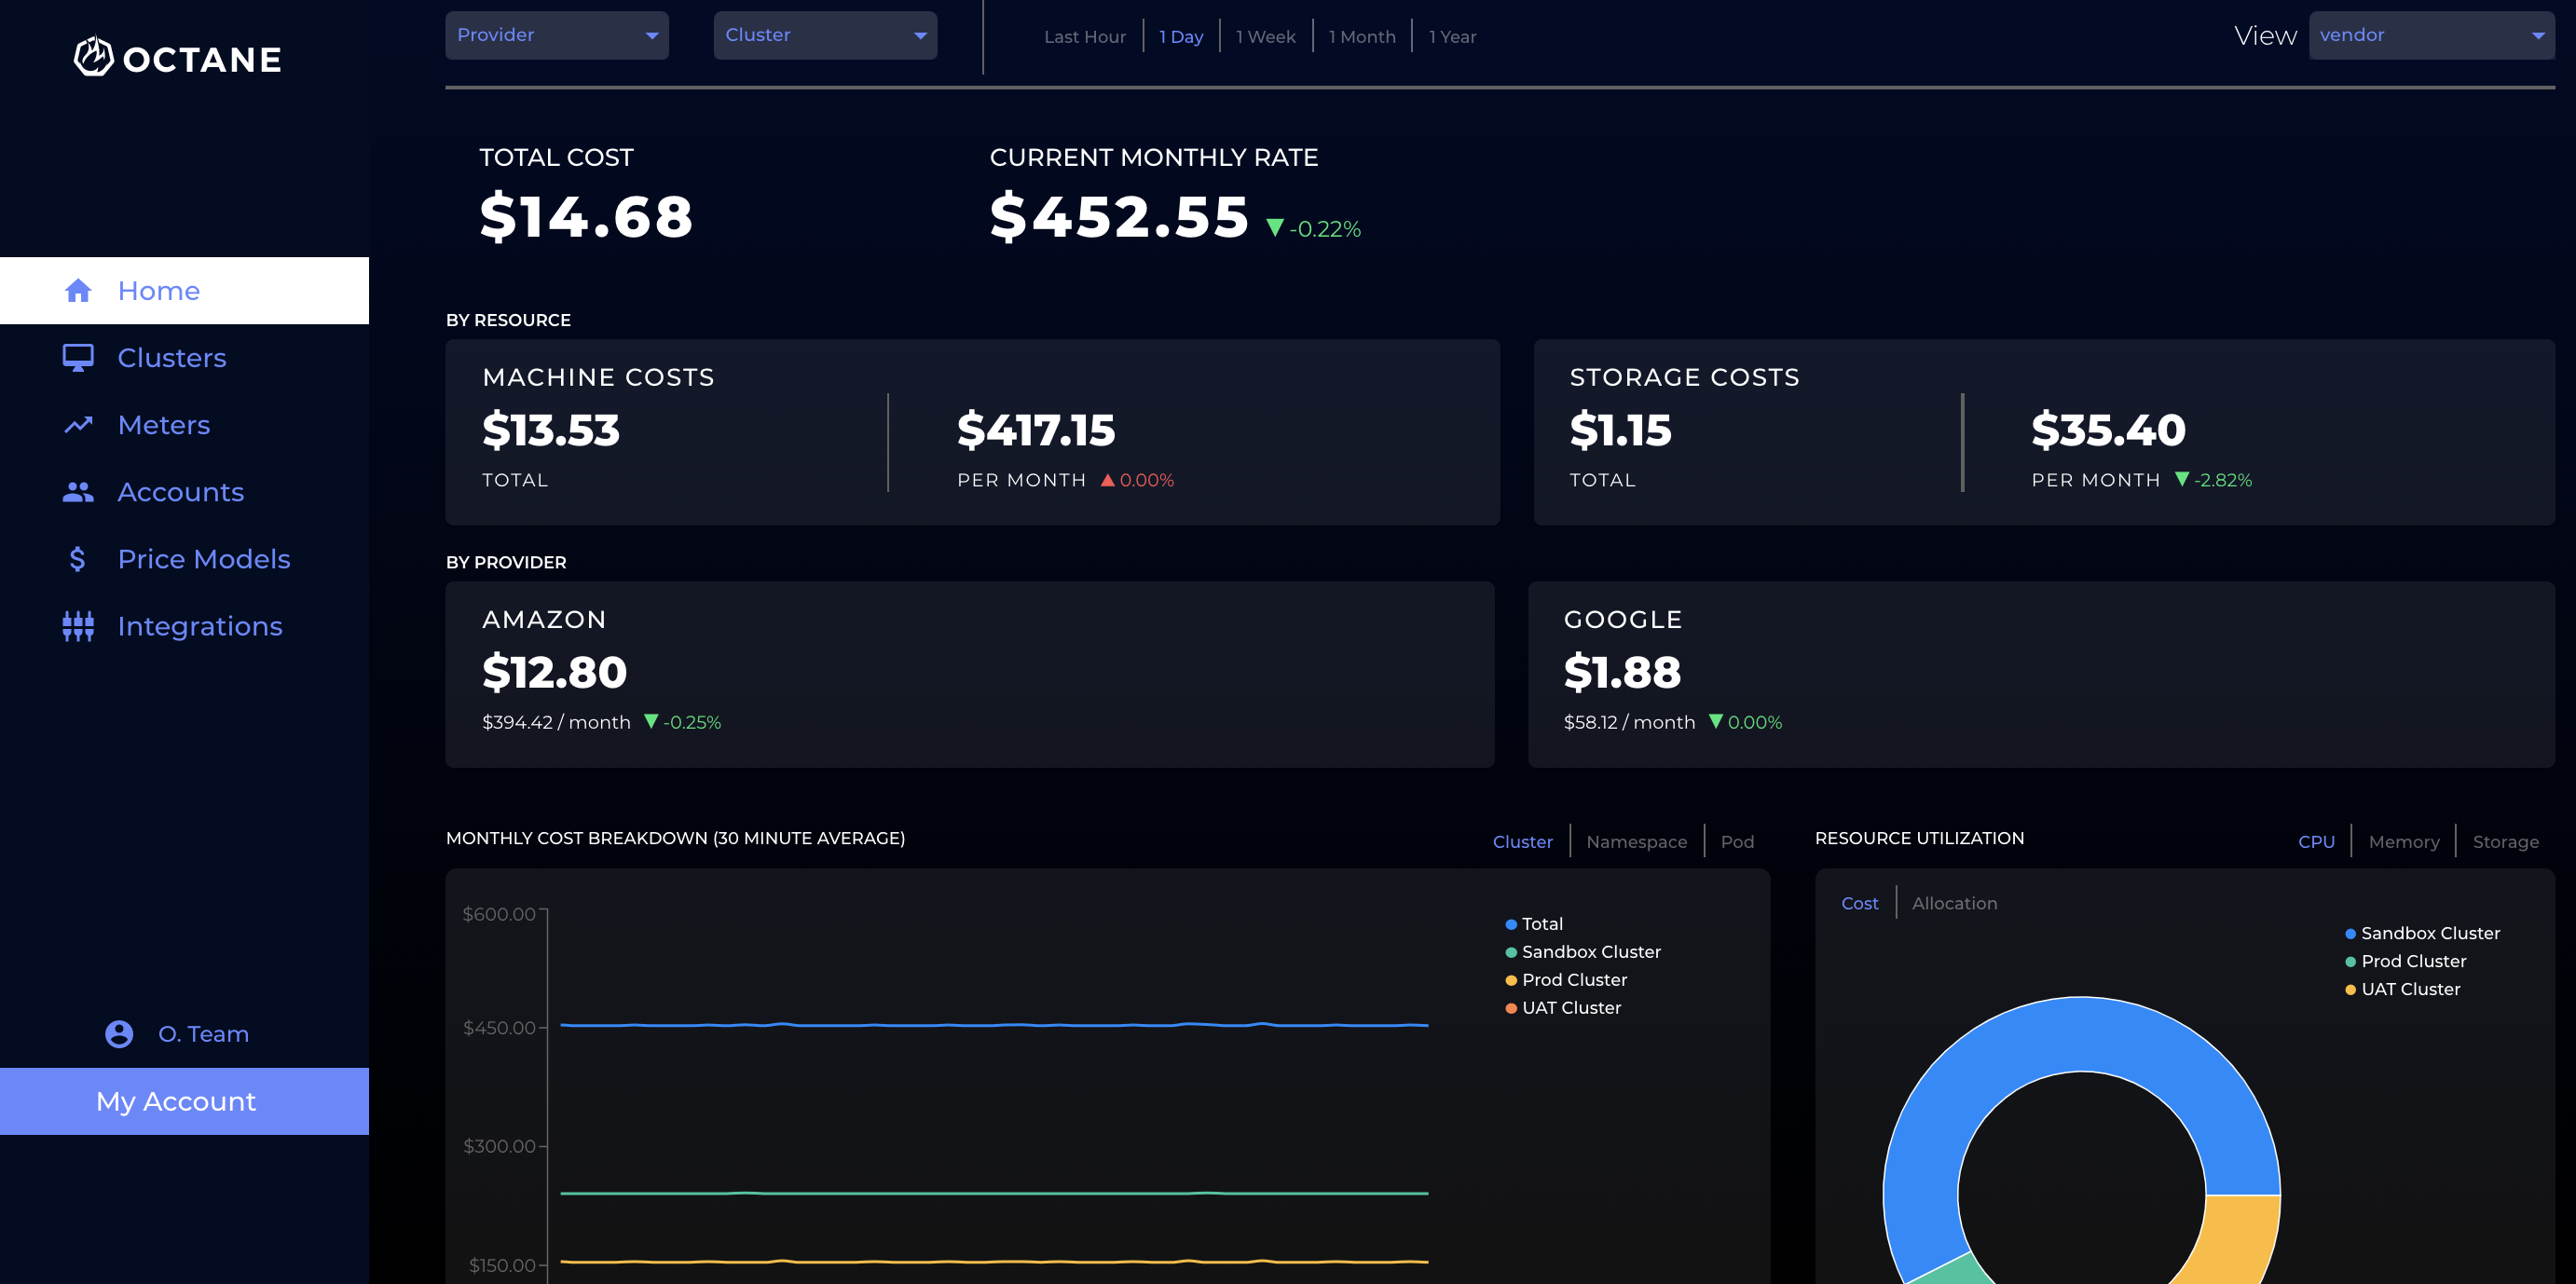 OCTANE
Provider
Cluster
Last Hour
1 Day
1 Week
1 Month
1 Year
View
vendor
TOTAL COST
$14.68
CURRENT MONTHLY RATE
$452.55 ▼ -0.22%
Home
Clusters
Meters
Accounts
Price Models
Integrations
O. Team
My Account
BY RESOURCE
MACHINE COSTS
$13.53
TOTAL
$417.15
PER MONTH ▲ 0.00%
STORAGE COSTS
$1.15
TOTAL
$35.40
PER MONTH ▼ -2.82%
BY PROVIDER
AMAZON
$12.80
$394.42 / month ▼ -0.25%
GOOGLE
$1.88
$58.12 / month ▼ 0.00%
MONTHLY COST BREAKDOWN (30 MINUTE AVERAGE)
Cluster
Namespace
Pod
$600.00
$450.00
$300.00
$150.00
Total
Sandbox Cluster
Prod Cluster
UAT Cluster
RESOURCE UTILIZATION
CPU
Memory
Storage
Cost
Allocation
Sandbox Cluster
Prod Cluster
UAT Cluster